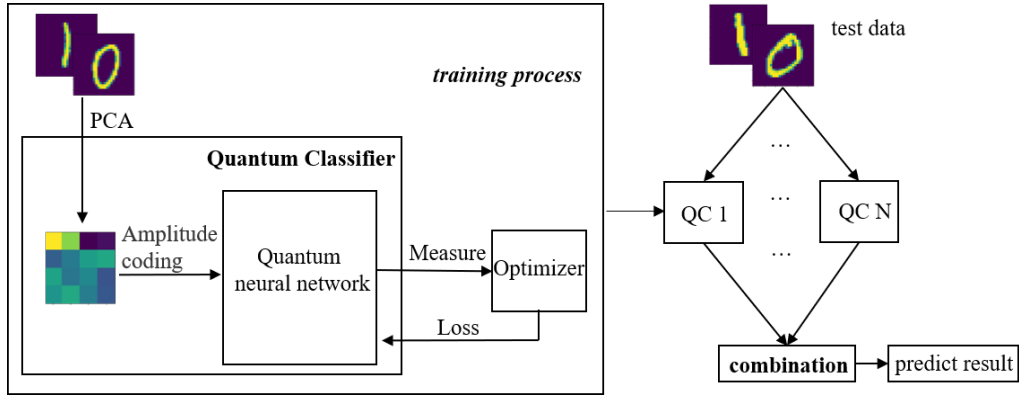 training process
PCA
Quantum Classifier
Amplitude
coding
Quantum
neural network
Measure
Optimizer
Loss
test data
…
QC 1
…
QC N
…
combination
predict result